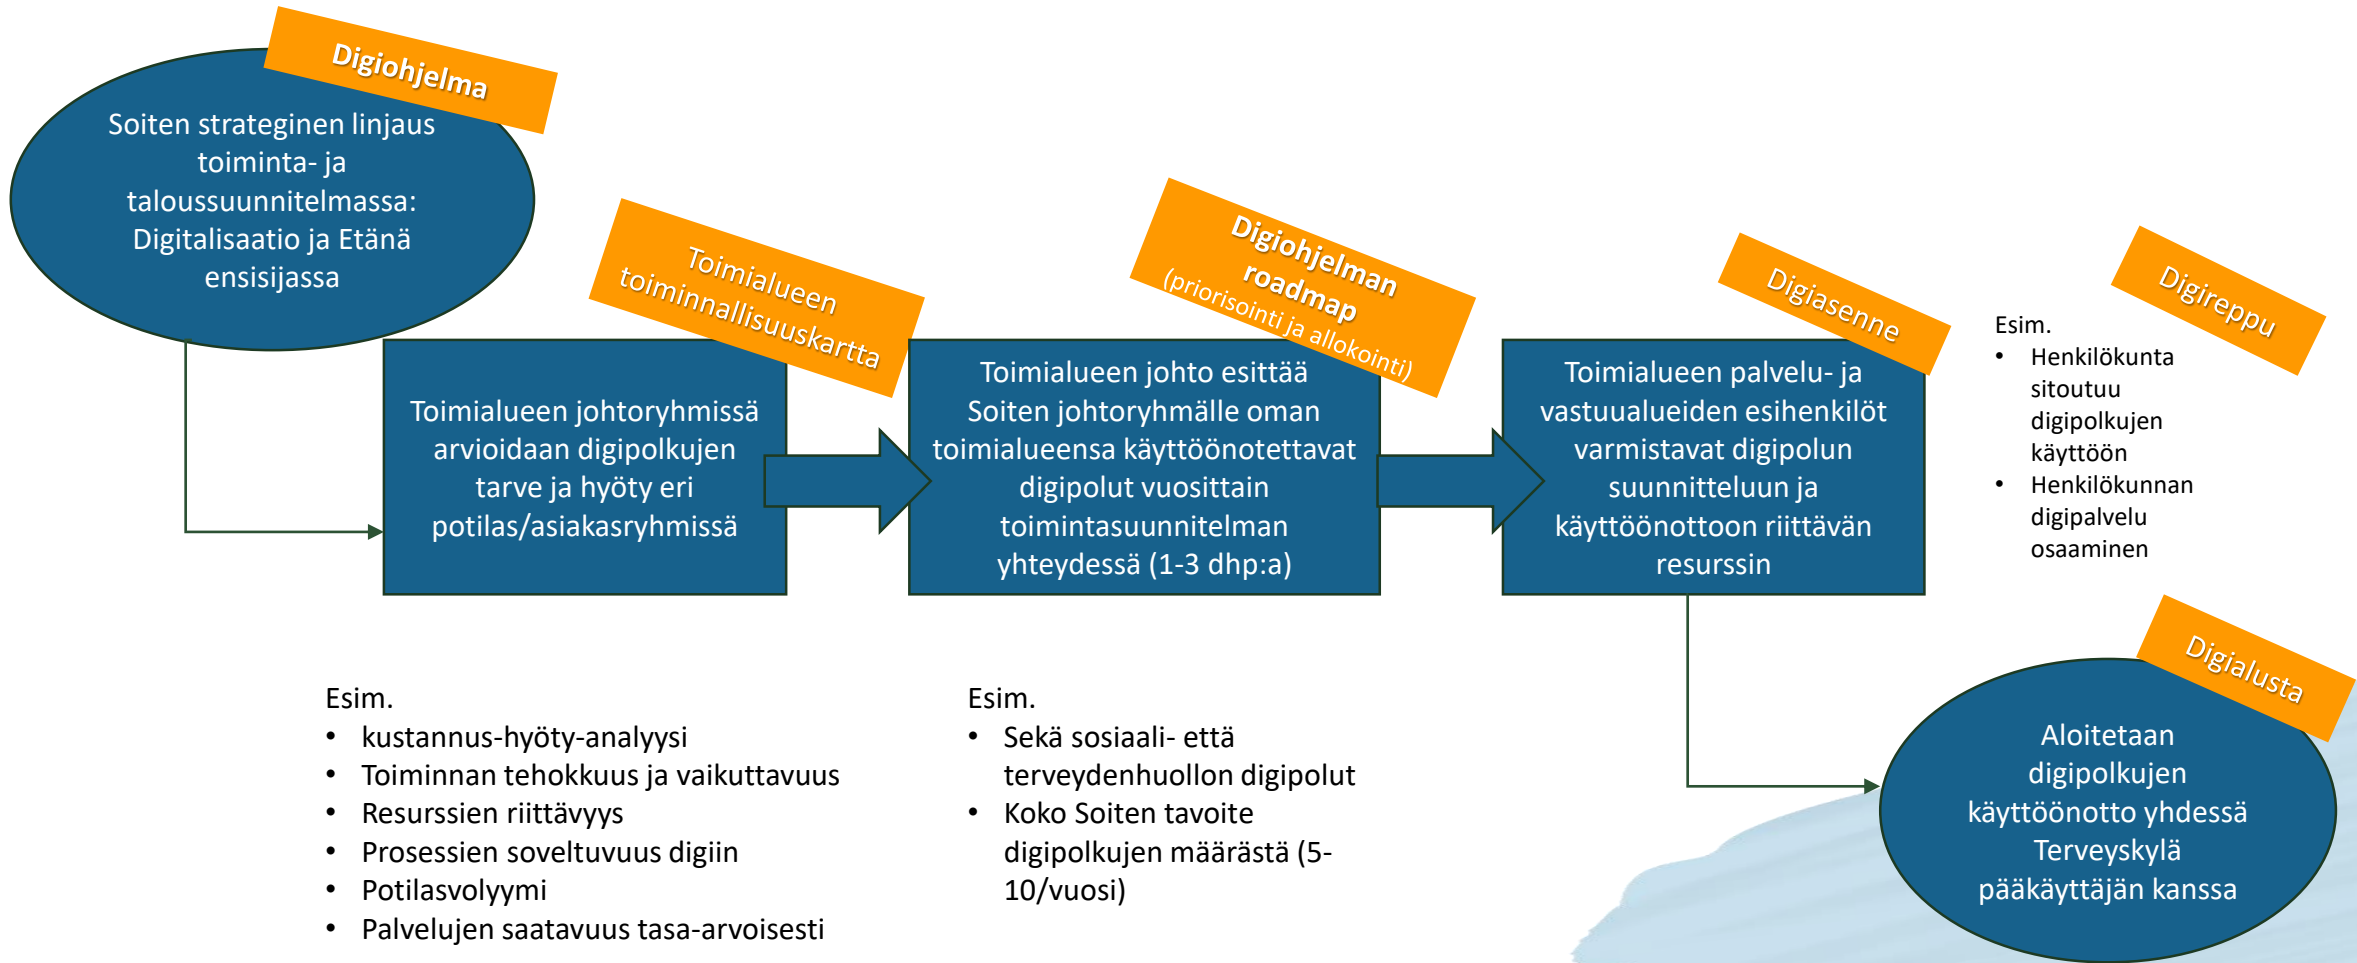 Digiohjelma
Soiten strateginen linjaus
toiminta- ja
taloussuunnitelmassa:
Digitalisaatio ja Etänä
ensisijassa
Toimialueen
toiminnallisuuskartta
Toimialueen johtoryhmissä
arvioidaan digipolkujen
tarve ja hyöty eri
potilas/asiakasryhmissä
Esim.
• kustannus-hyöty-analyysi
• Toiminnan tehokkuus ja vaikuttavuus
• Resurssien riittävyys
• Prosessien soveltuvuus digiin
• Potilasvolyymi
• Palvelujen saatavuus tasa-arvoisesti
Digiohjelman
roadmap
(priorisointi ja allokointi)
Toimialueen johto esittää
Soiten johtoryhmälle oman
toimialueensa käyttöönotettavat
digipolut vuosittain
toimintasuunnitelman
yhteydessä (1-3 dhp:a)
Esim.
• Sekä sosiaali- että
terveydenhuollon digipolut
• Koko Soiten tavoite
digipolkujen määrästä (5-
10/vuosi)
Digiasenne
Toimialueen palvelu- ja
vastuualueiden esihenkilöt
varmistavat digipolun
suunnitteluun ja
käyttöönottoon riittävän
resurssin
Digireppu
Esim.
• Henkilökunta
sitoutuu
digipolkujen
käyttöön
• Henkilökunnan
digipalvelu
osaaminen
Digialusta
Aloitetaan
digipolkujen
käyttöönotto yhdessä
Terveyskylä
pääkäyttäjän kanssa